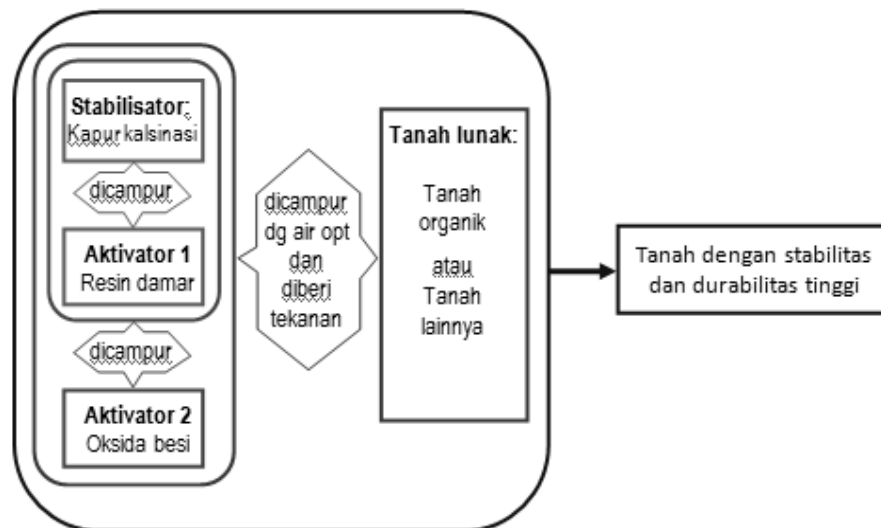 Stabilisator:
Kapur kalsinasi
dicampur
Aktivator 1
Resin damar
dicampur
Aktivator 2
Oksida besi
dicampur
dg air opt
dan
diberi
tekanan
Tanah lunak:
Tanah
organik
atau
Tanah
lainnya
Tanah dengan stabilitas
dan durabilitas tinggi